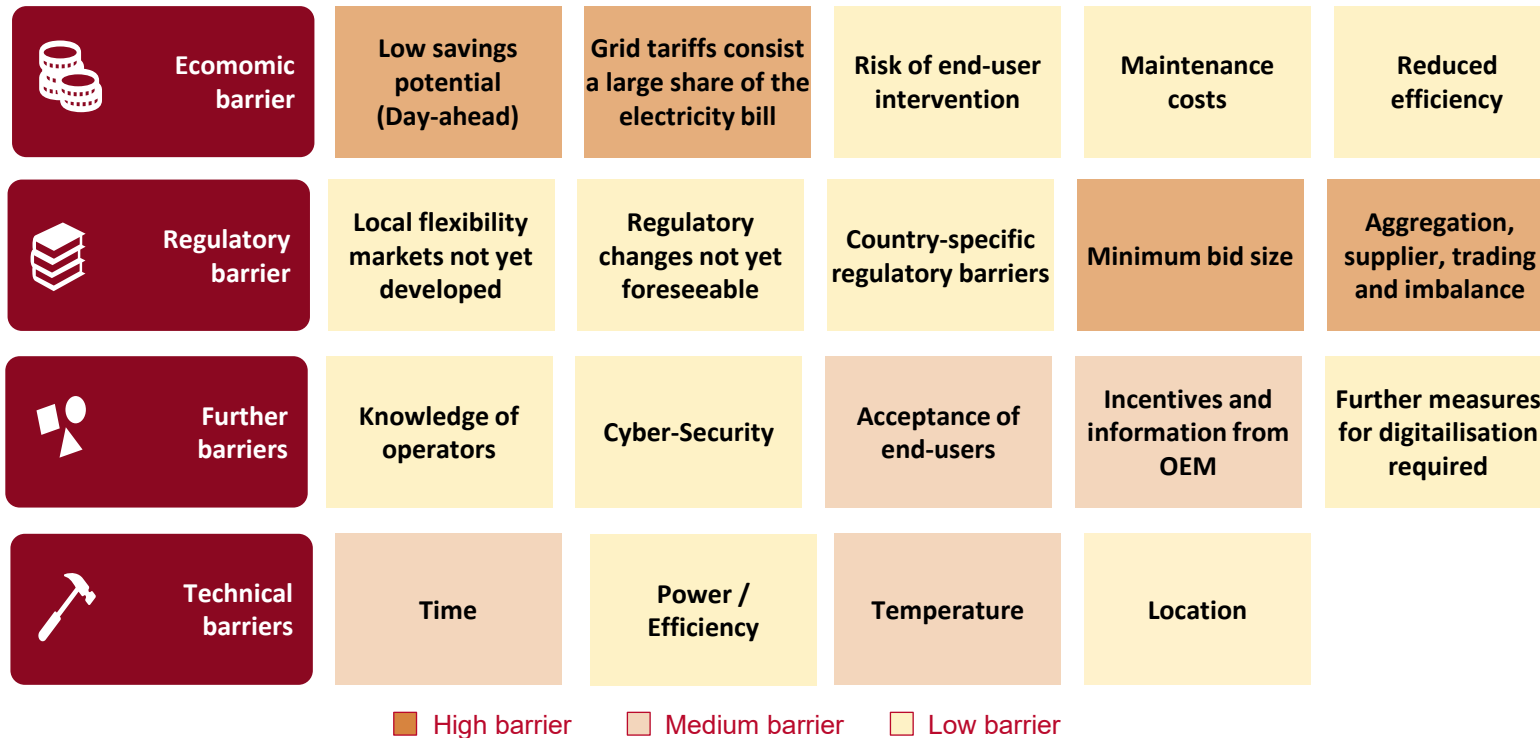 Ecomomic
barrier
Low savings
potential
(Day-ahead)
Grid tariffs consist
a large share of the
electricity bill
Risk of end-user
intervention
Maintenance
costs
Reduced
efficiency
Regulatory
barrier
Local flexibility
markets not yet
developed
Regulatory
changes not yet
foreseeable
Country-specific
regulatory barriers
Minimum bid size
Aggregation,
supplier, trading
and imbalance
Further
barriers
Knowledge of
operators
Cyber-Security
Acceptance of
end-users
Incentives and
information from
OEM
Further measures
for digitailisation
required
Technical
barriers
Time
Power /
Efficiency
Temperature
Location
High barrier
Medium barrier
Low barrier